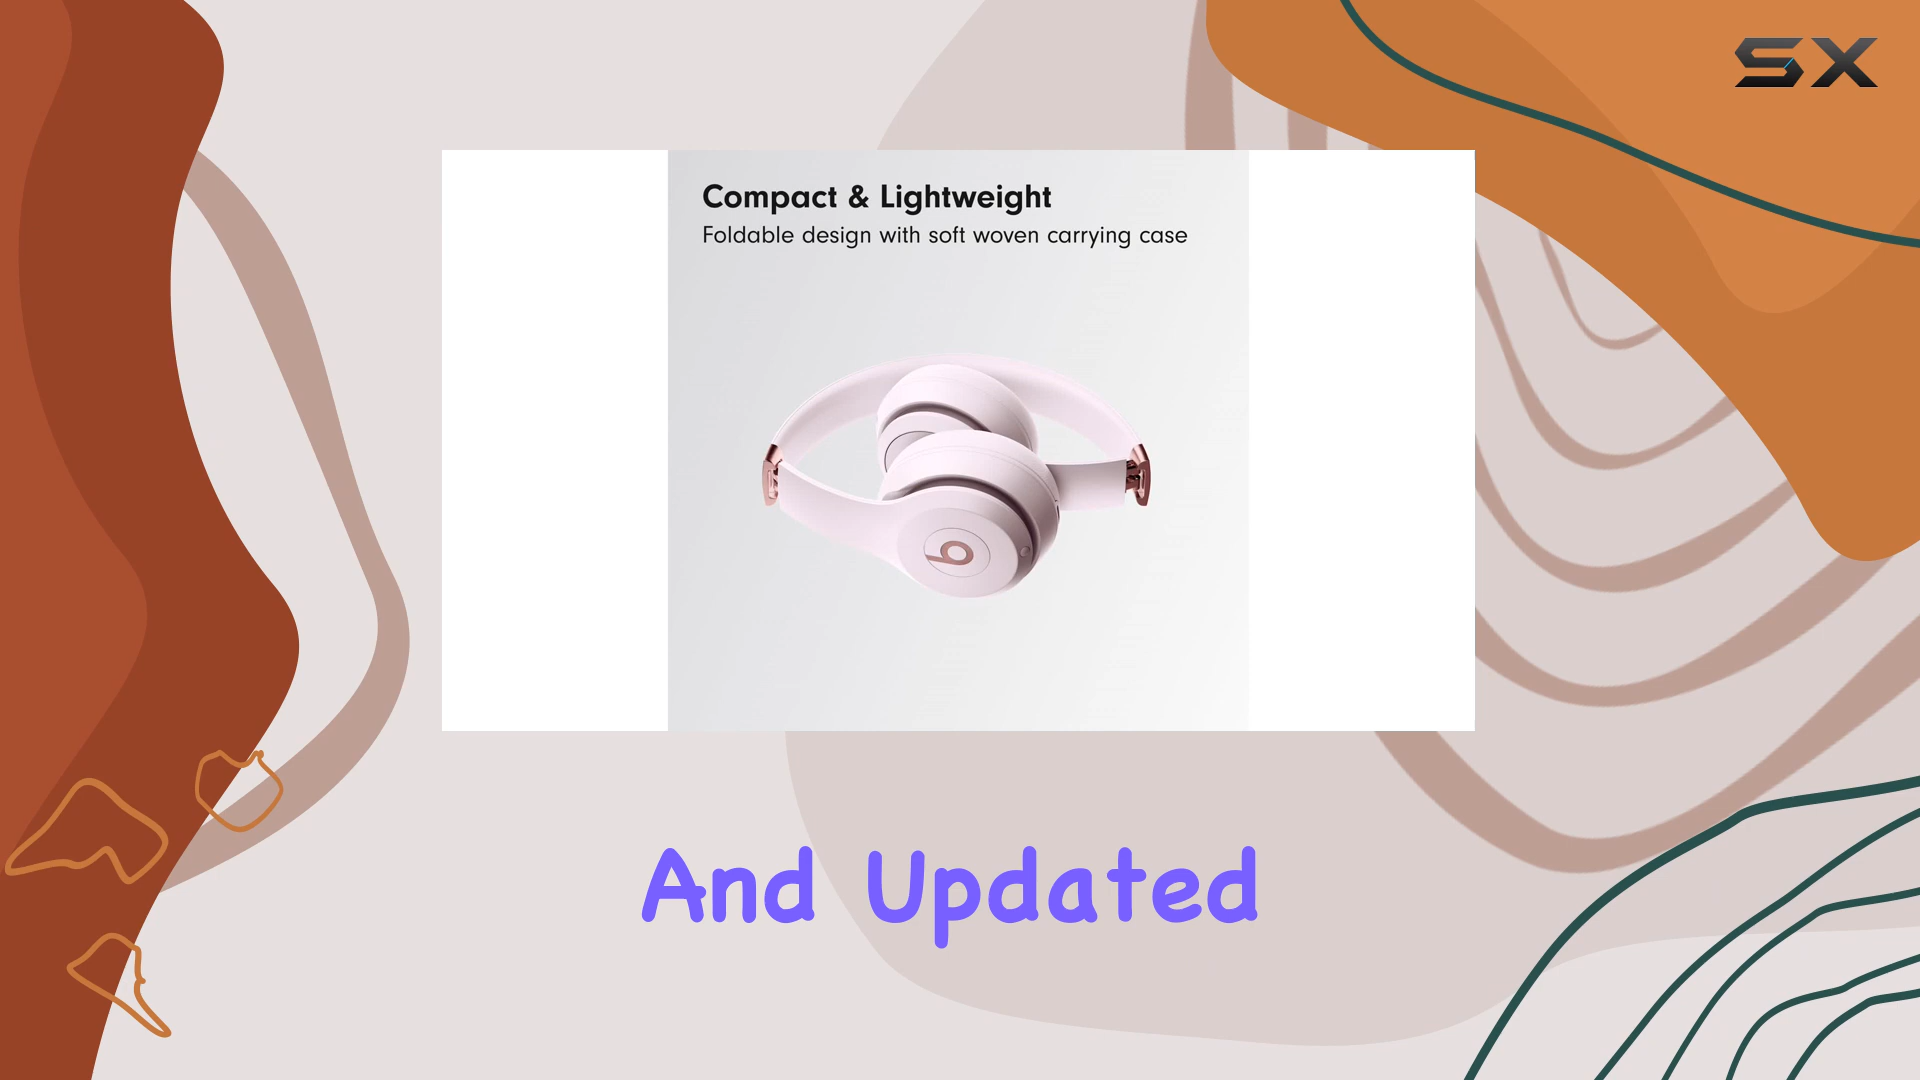 SX
Compact & Lightweight
Foldable design with soft woven carrying case
b
And Updated